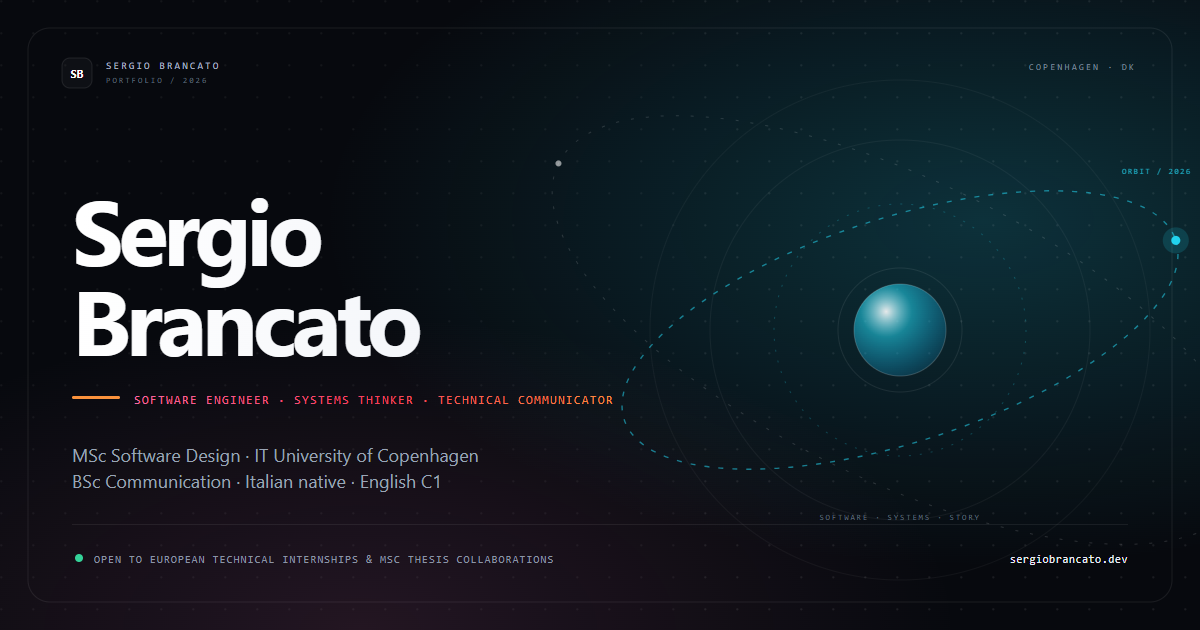 SB
SERGIO BRANCATO
PORTFOLIO / 2026
COPENHAGEN · DK
ORBIT / 2026
Sergio
Brancato
SOFTWARE ENGINEER · SYSTEMS THINKER · TECHNICAL COMMUNICATOR
MSc Software Design · IT University of Copenhagen
BSc Communication · Italian native · English C1
SOFTWARE · SYSTEMS · STORY
OPEN TO EUROPEAN TECHNICAL INTERNSHIPS & MSC THESIS COLLABORATIONS
sergiobrancato.dev